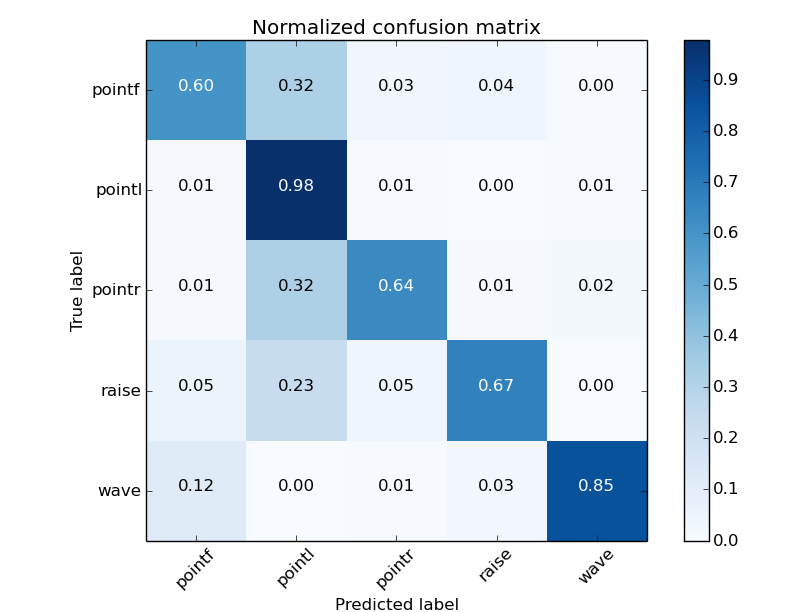 Normalized confusion matrix
True label
pointf 0.60 0.32 0.03 0.04 0.00
pointl 0.01 0.98 0.01 0.00 0.01
pointr 0.01 0.32 0.64 0.01 0.02
raise 0.05 0.23 0.05 0.67 0.00
wave 0.12 0.00 0.01 0.03 0.85
pointf pointl pointr raise wave
Predicted label
0.9
0.8
0.7
0.6
0.5
0.4
0.3
0.2
0.1
0.0